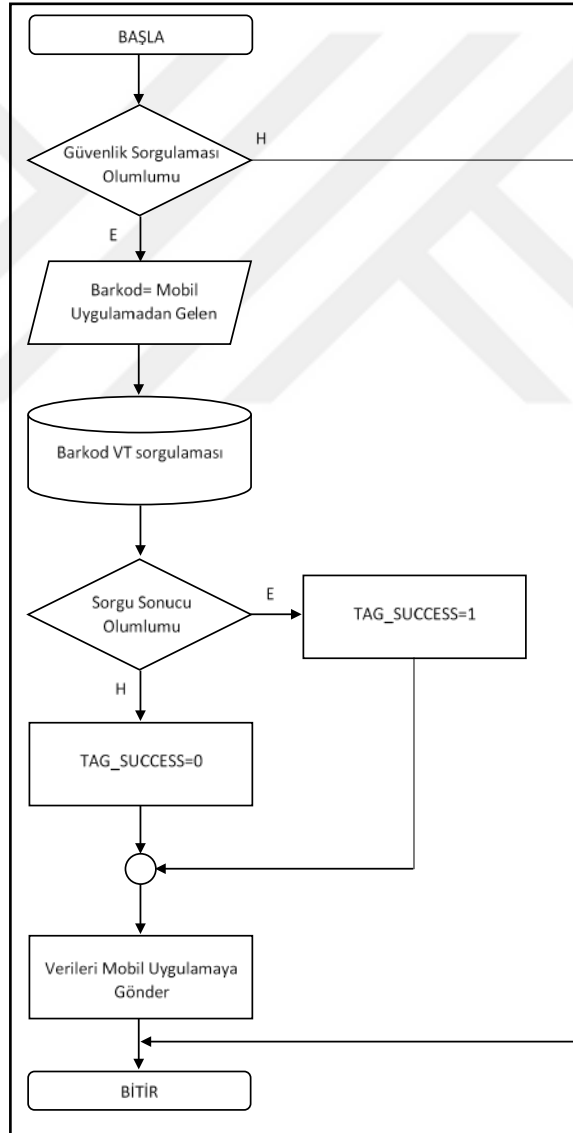 BAŞLA
Güvenlik Sorgulaması
Olumlumu
H
E
Barkod= Mobil
Uygulamadan Gelen
Barkod VT sorgulaması
Sorgu Sonucu
Olumlumu
E
TAG_SUCCESS=1
H
TAG_SUCCESS=0
Verileri Mobil Uygulamaya
Gönder
BİTİR